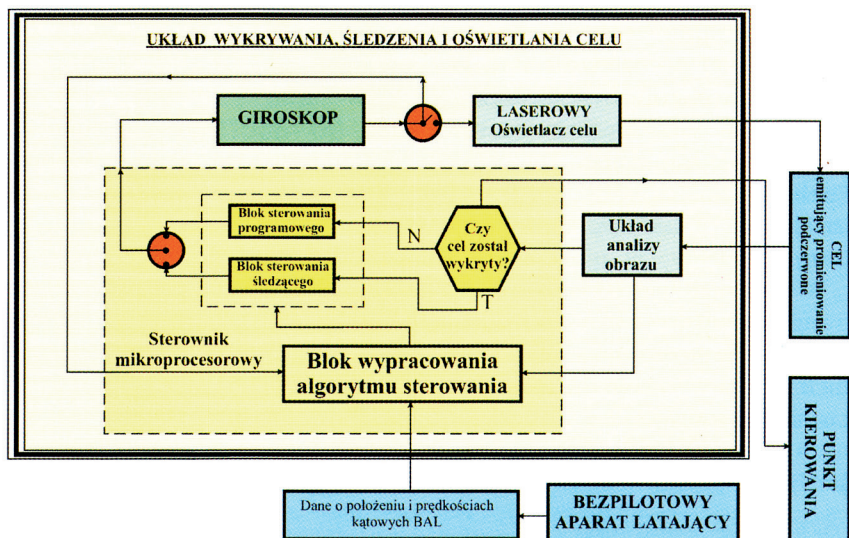 UKŁAD WYKRYWANIA, ŚLEDZENIA I OŚWIETLANIA CELU
GIROSKOP
LASEROWY
Oświetlacz celu
Blok sterowania
programowego
N
Czy
cel został
wykryty?
Układ
analizy
obrazu
CEL
emitujący promieniowanie
podczerwone
Blok sterowania
śledzącego
T
Sterownik
mikroprocesorowy
Blok wypracowania
algorytmu sterowania
PUNKT
KIEROWANIA
Dane o położeniu i prędkościach
kątowych BAL
BEZPILOTOWY
APARAT LATAJĄCY